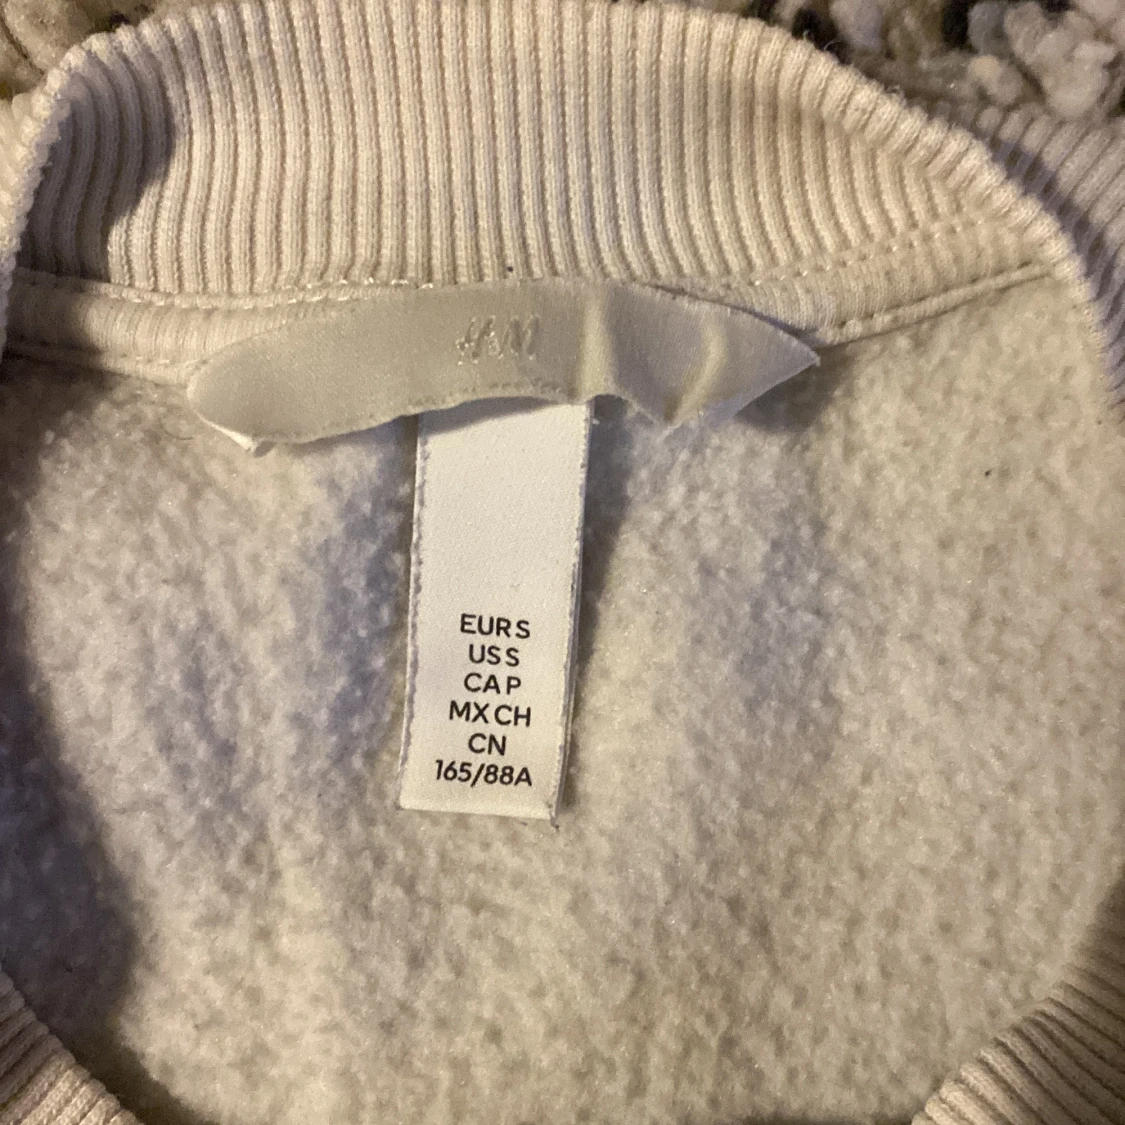 H&M
EUR S
US S
CA P
MX CH
CN
165/88A